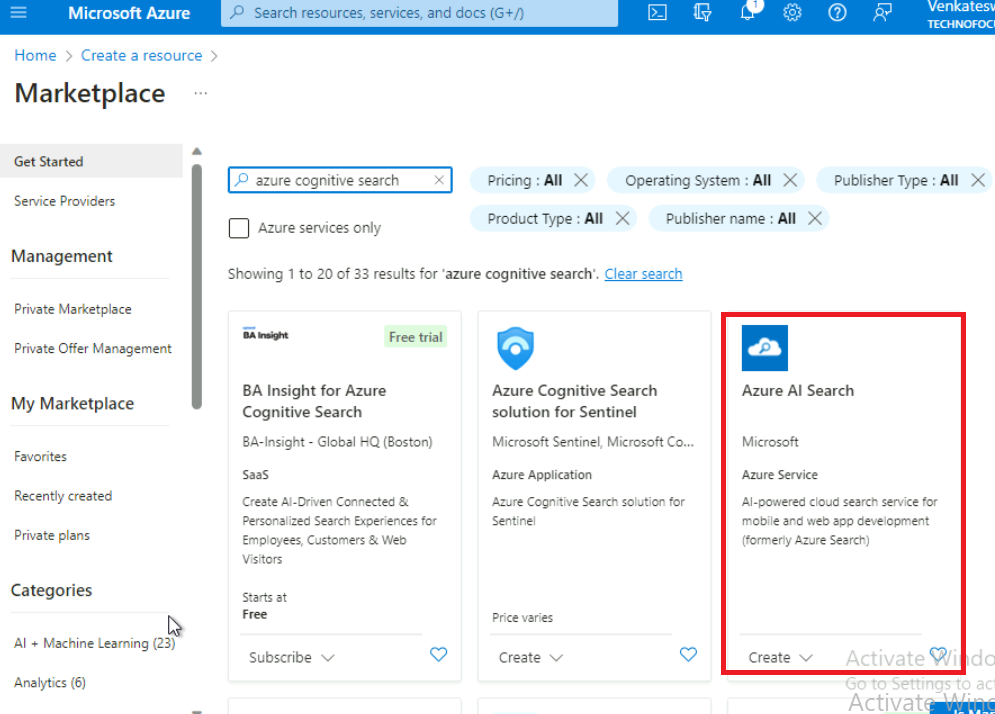 Microsoft Azure
Search resources, services, and docs (G+/)
1
TECHNOFOC
Home > Create a resource >
Marketplace ...
Get Started
Service Providers
Management
Private Marketplace
Private Offer Management
My Marketplace
Favorites
Recently created
Private plans
Categories
AI + Machine Learning (23)
Analytics (6)
azure cognitive search
Pricing : All
Operating System : All
Publisher Type : All
Azure services only
Product Type : All
Publisher name : All
Showing 1 to 20 of 33 results for 'azure cognitive search'. Clear search
BA Insight
Free trial
BA Insight for Azure
Cognitive Search
BA-Insight - Global HQ (Boston)
SaaS
Create AI-Driven Connected &
Personalized Search Experiences for
Employees, Customers & Web
Visitors
Starts at
Free
Subscribe
Azure Cognitive Search
solution for Sentinel
Microsoft Sentinel, Microsoft Co...
Azure Application
Azure Cognitive Search solution for
Sentinel
Price varies
Create
Azure AI Search
Microsoft
Azure Service
AI-powered cloud search service for
mobile and web app development
(formerly Azure Search)
Create
Activate Windo
Go to Settings to act
Activate Wind